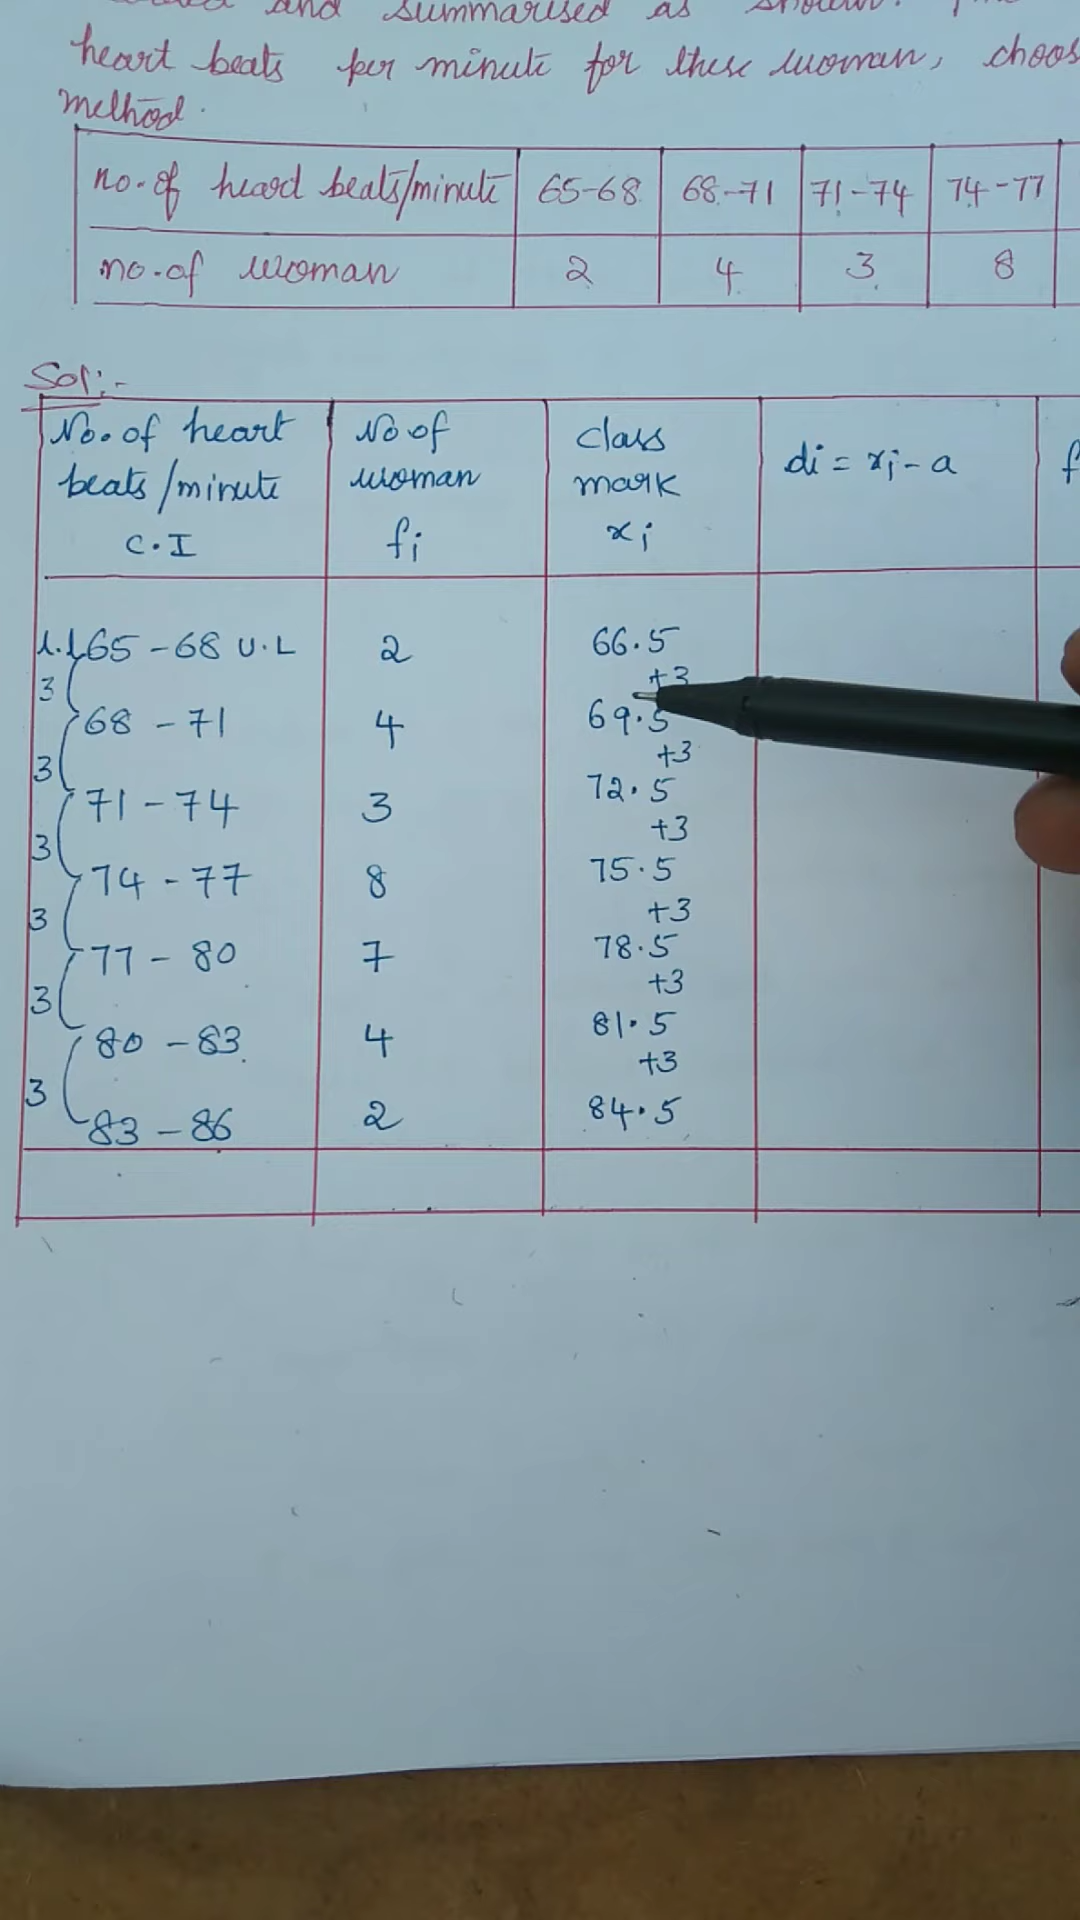 and summarised as
heart beats per minute for these woman, choos
method.
no. of heard beats/minute 65-68 68-71 71-74 74-77
no. of woman 2 4 3 8
Sol:-
No. of heart No of class di = xi - a f
beats /minute woman mark
C.I fi xi
l.l 65 - 68 U.L 2 66.5
3 +3
68 - 71 4 69.5
3 +3
71 - 74 3 72.5
3 +3
74 - 77 8 75.5
3 +3
77 - 80 7 78.5
3 +3
80 - 83 4 81.5
3 +3
83 - 86 2 84.5